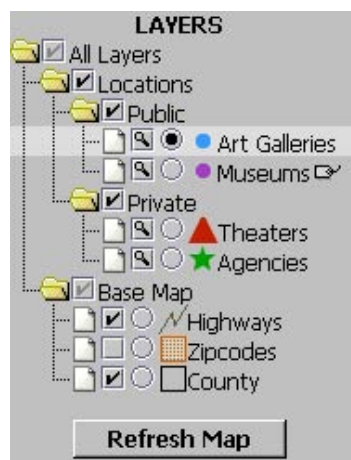 LAYERS
All Layers
Locations
Public
Art Galleries
Museums
Private
Theaters
Agencies
Base Map
Highways
Zipcodes
County
Refresh Map